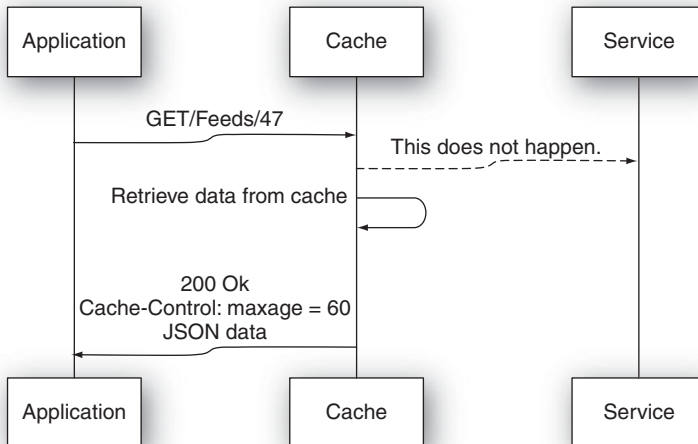 Application
Cache
Service
GET/Feeds/47
This does not happen.
Retrieve data from cache
200 Ok
Cache-Control: maxage = 60
JSON data
Application
Cache
Service